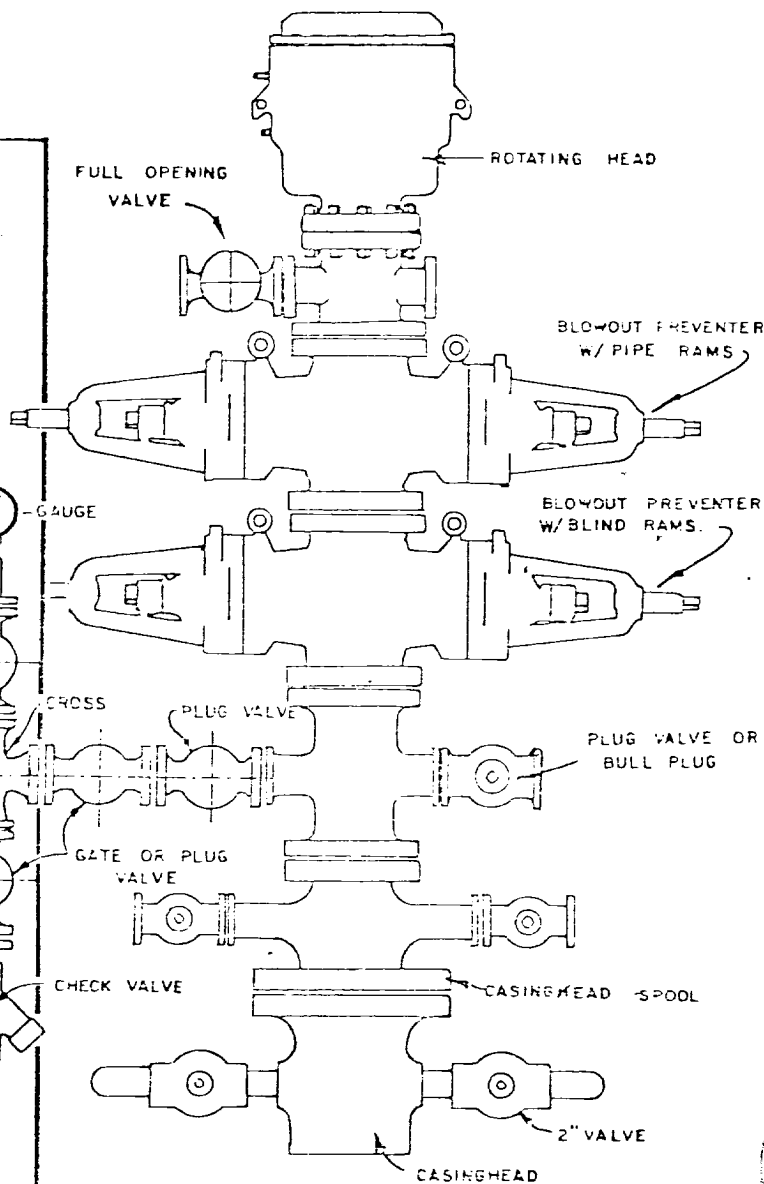 ROTATING HEAD
FULL OPENING
VALVE
BLOWOUT PREVENTER
W/ PIPE RAMS
GAUGE
BLOWOUT PREVENTER
W/ BLIND RAMS.
CROSS
PLUG VALVE
PLUG VALVE OR
BULL PLUG
GATE OR PLUG
VALVE
CHECK VALVE
CASINGHEAD SPOOL
2" VALVE
CASINGHEAD